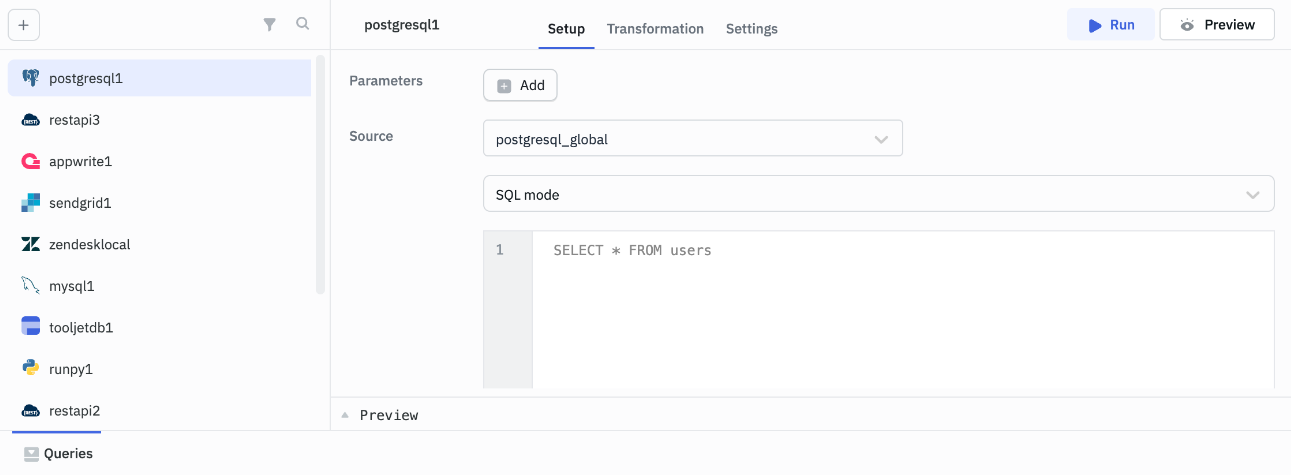 postgresql1
restapi3
appwrite1
sendgrid1
zendesklocal
mysql1
tooljetdb1
runpy1
restapi2
Queries
postgresql1
Setup Transformation Settings
Run Preview
Parameters
Add
Source
postgresql_global
SQL mode
1 SELECT * FROM users
Preview